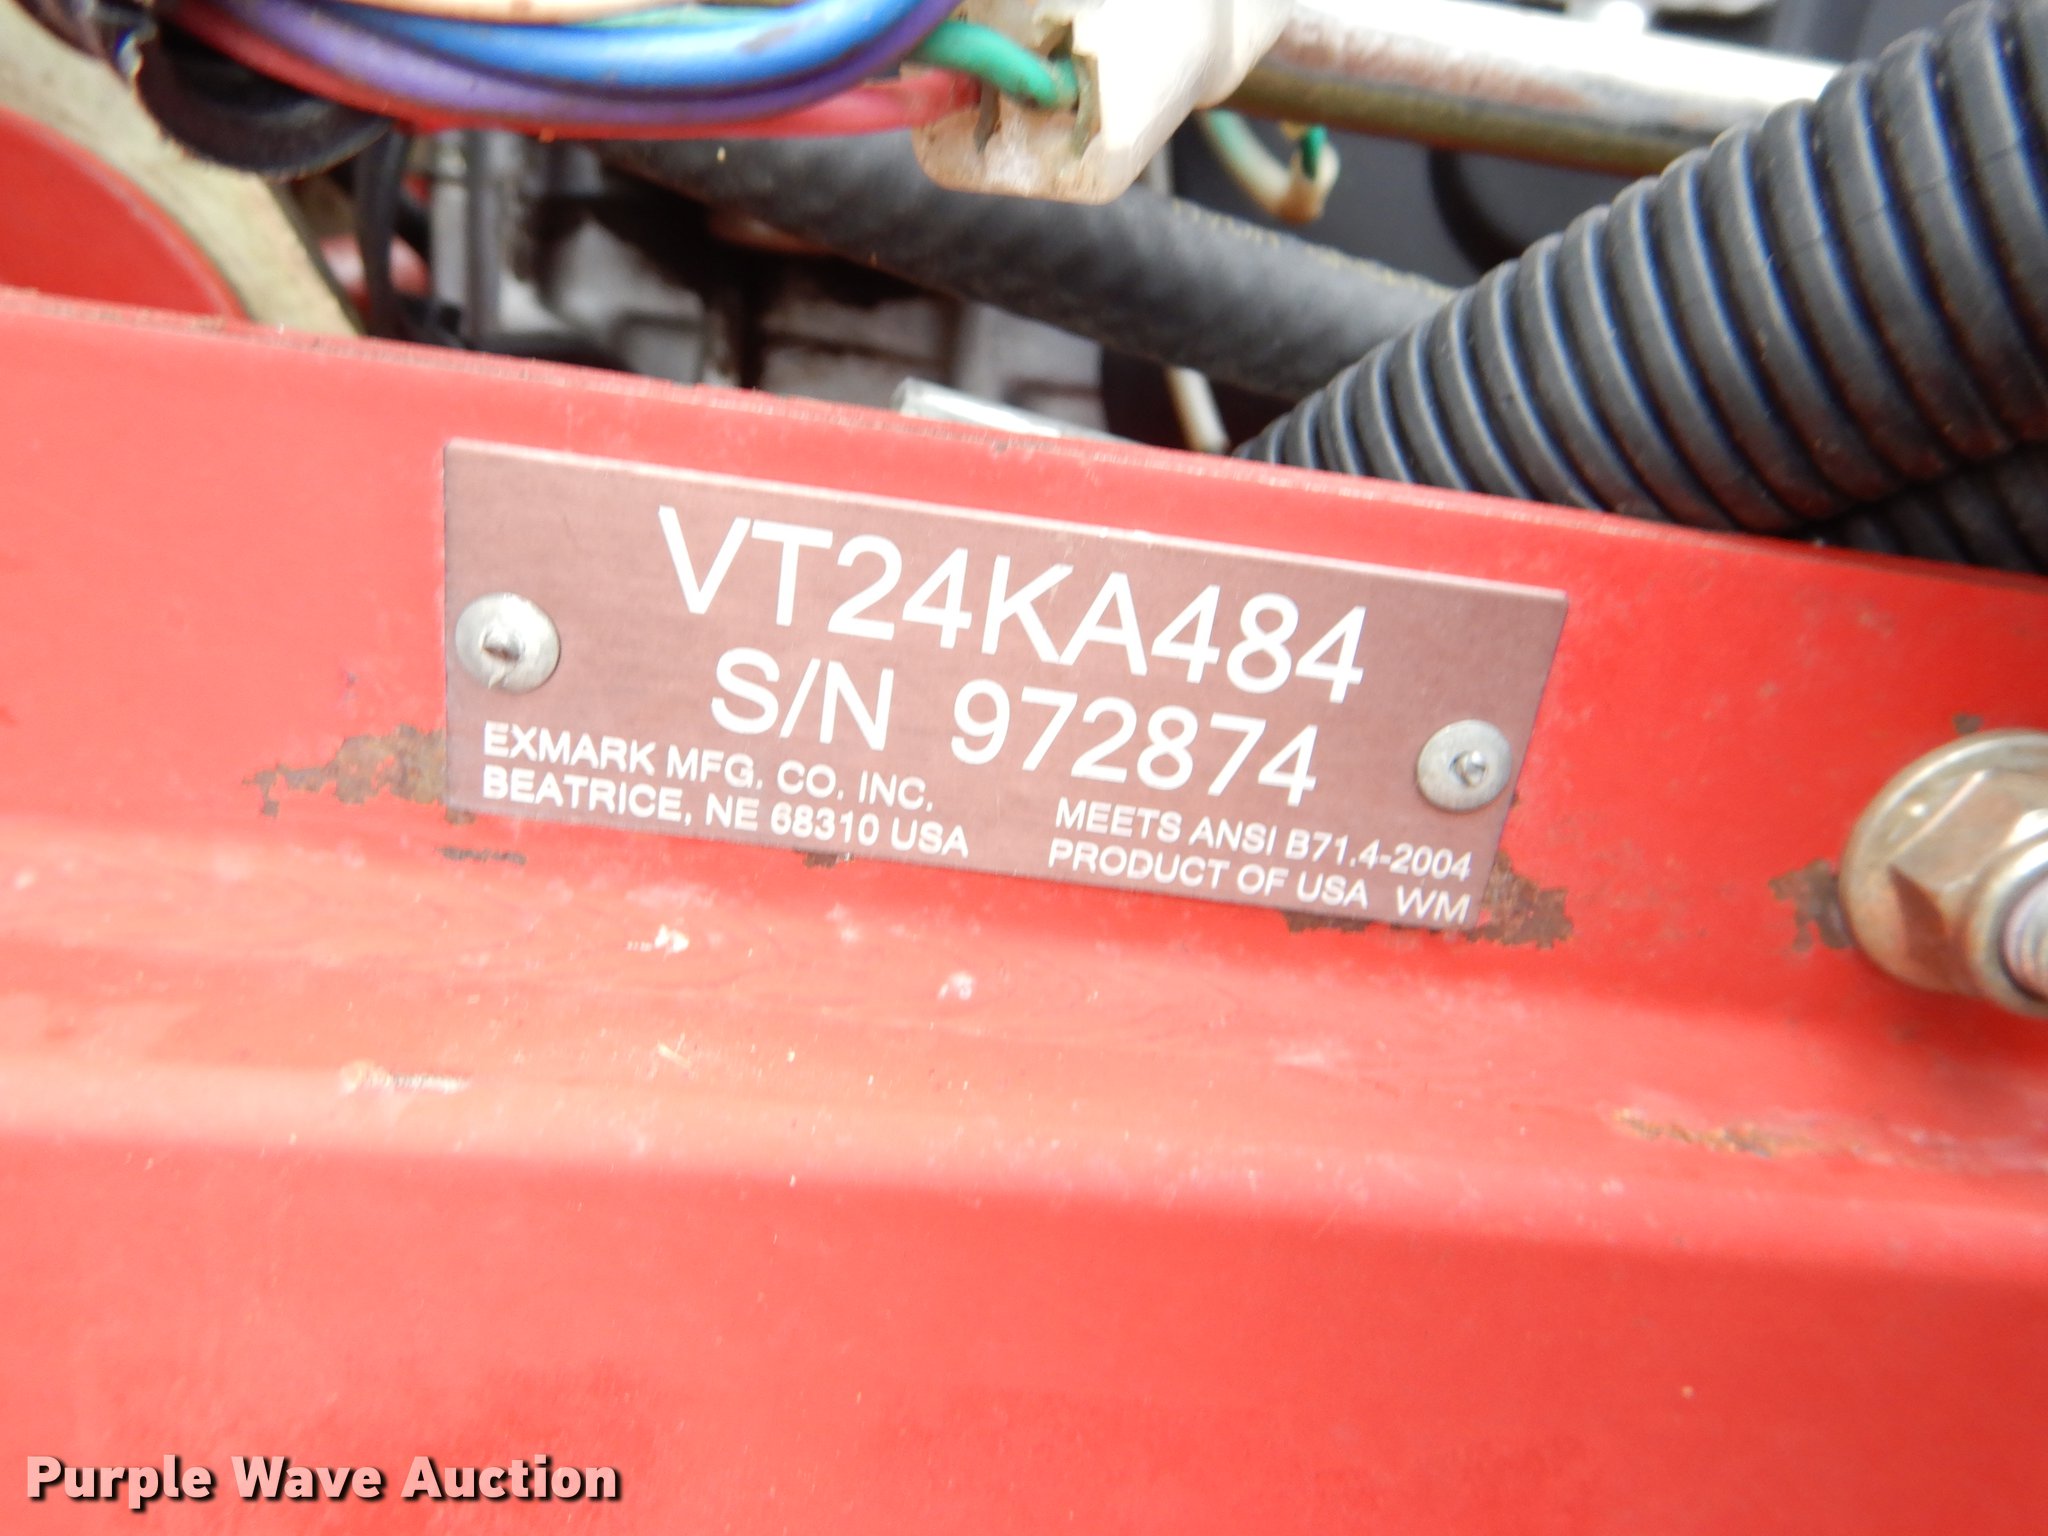 VT24KA484
S/N 972874
EXMARK MFG. CO. INC.
BEATRICE, NE 68310 USA
MEETS ANSI B71.4-2004
PRODUCT OF USA WM
Purple Wave Auction